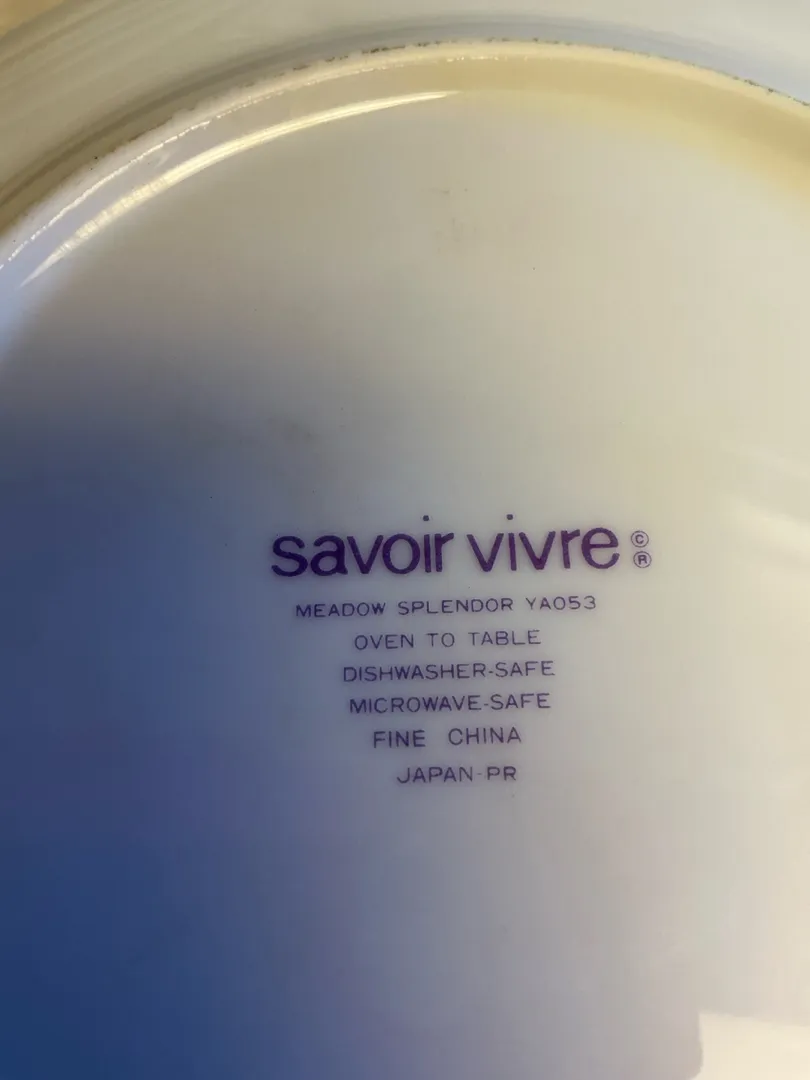 savoir vivre © ®
MEADOW SPLENDOR YA053
OVEN TO TABLE
DISHWASHER-SAFE
MICROWAVE-SAFE
FINE CHINA
JAPAN-PR